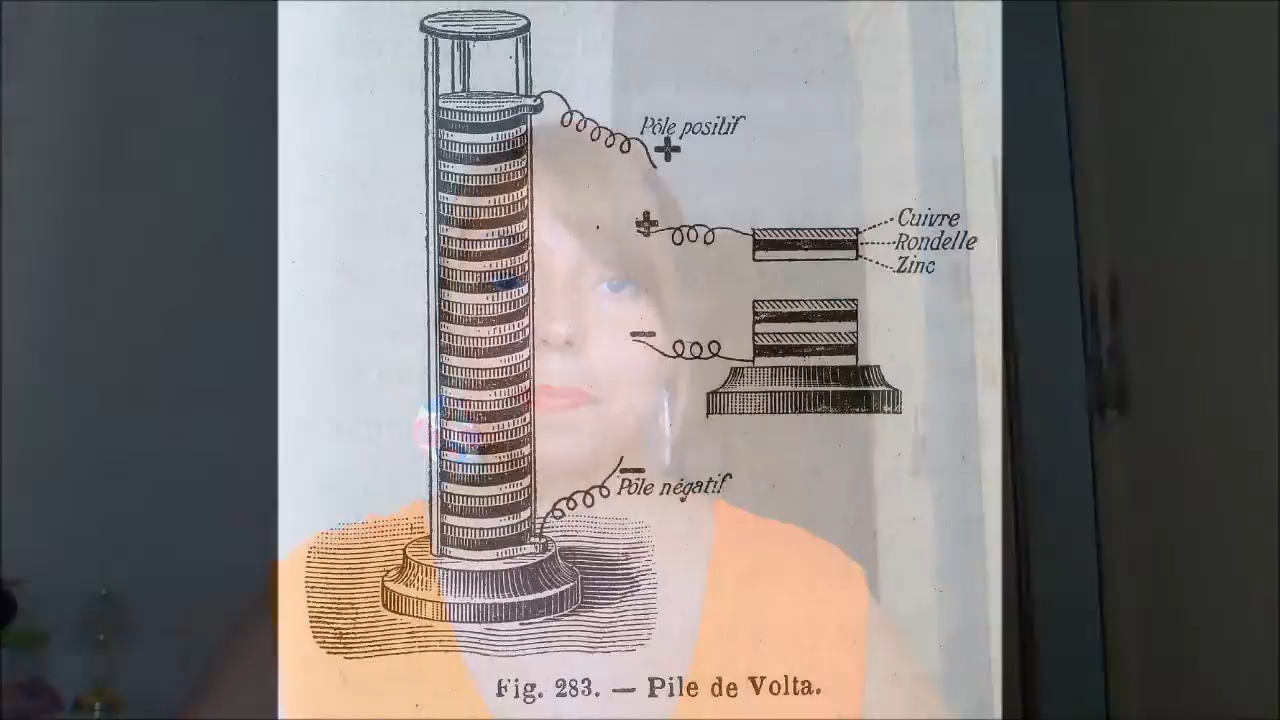 Pôle positif
+
+
Cuivre
Rondelle
Zinc
−
−
Pôle négatif
Fig. 283. — Pile de Volta.